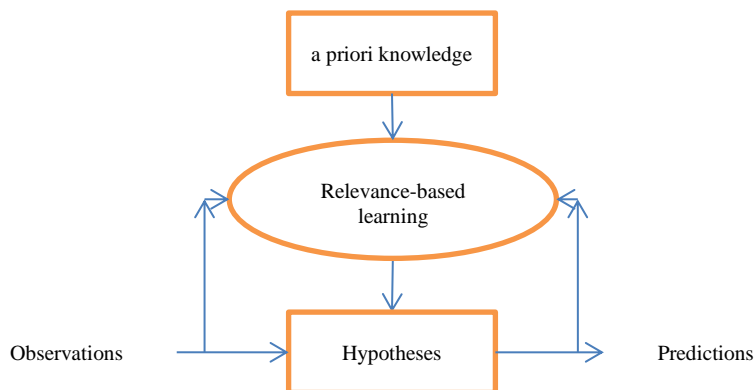 a priori knowledge
Relevance-based
learning
Observations
Hypotheses
Predictions